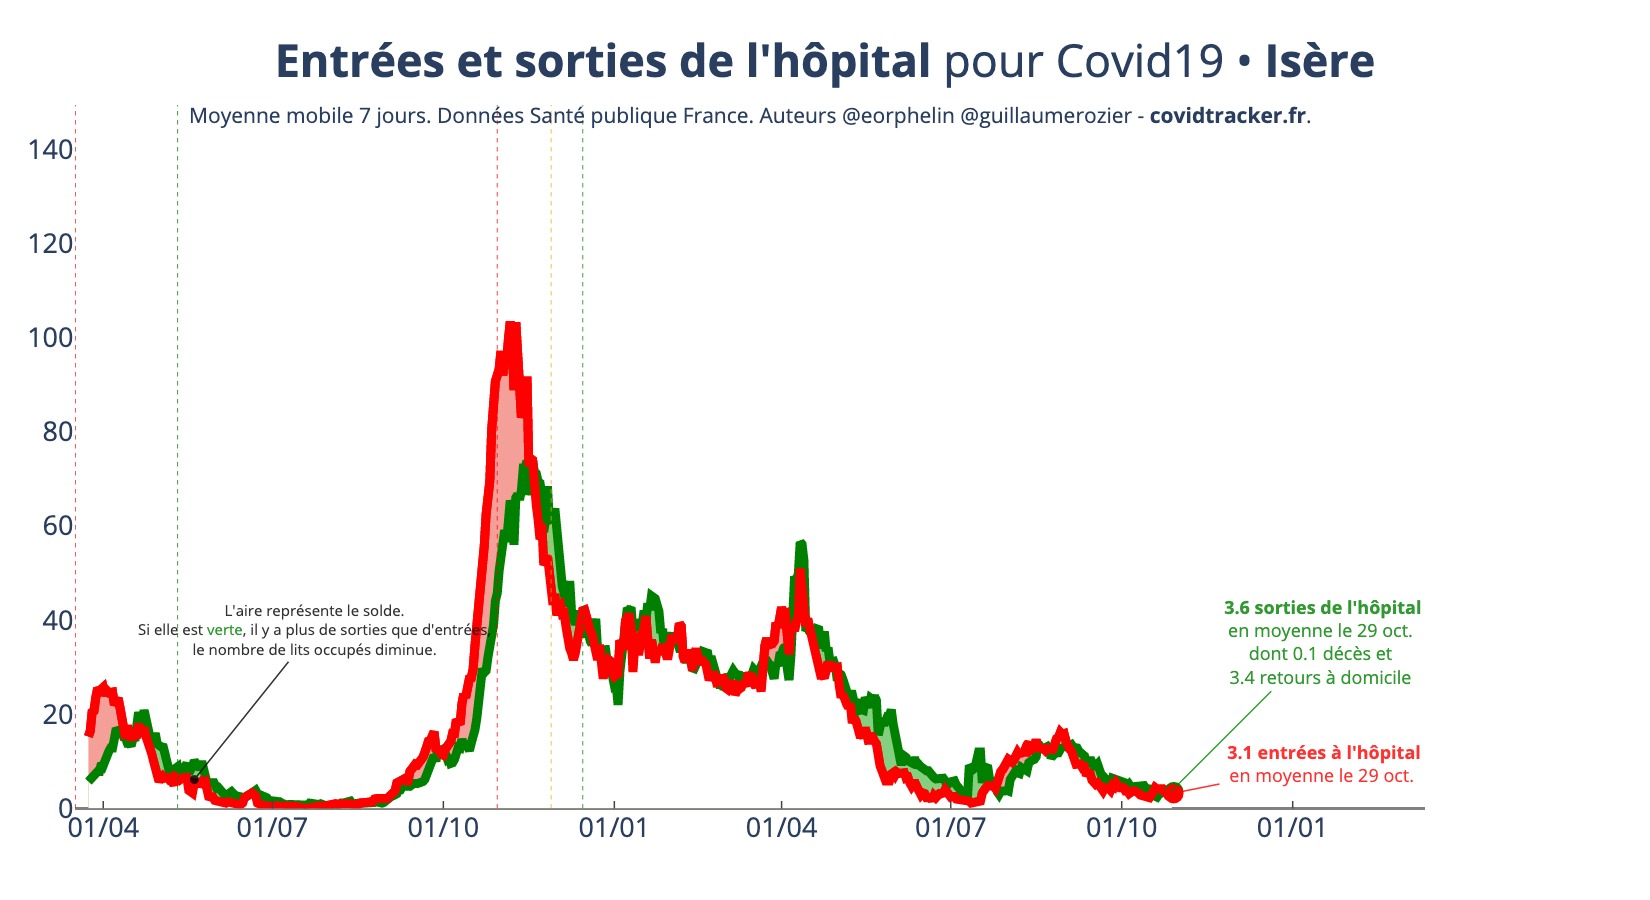 Entrées et sorties de l'hôpital pour Covid19 • Isère
Moyenne mobile 7 jours. Données Santé publique France. Auteurs @eorphelin @guillaumerozier - covidtracker.fr.
140
120
100
80
60
40
20
0
L'aire représente le solde.
Si elle est verte, il y a plus de sorties que d'entrées,
le nombre de lits occupés diminue.
3.6 sorties de l'hôpital
en moyenne le 29 oct.
dont 0.1 décès et
3.4 retours à domicile
3.1 entrées à l'hôpital
en moyenne le 29 oct.
01/04 01/07 01/10 01/01 01/04 01/07 01/10 01/01